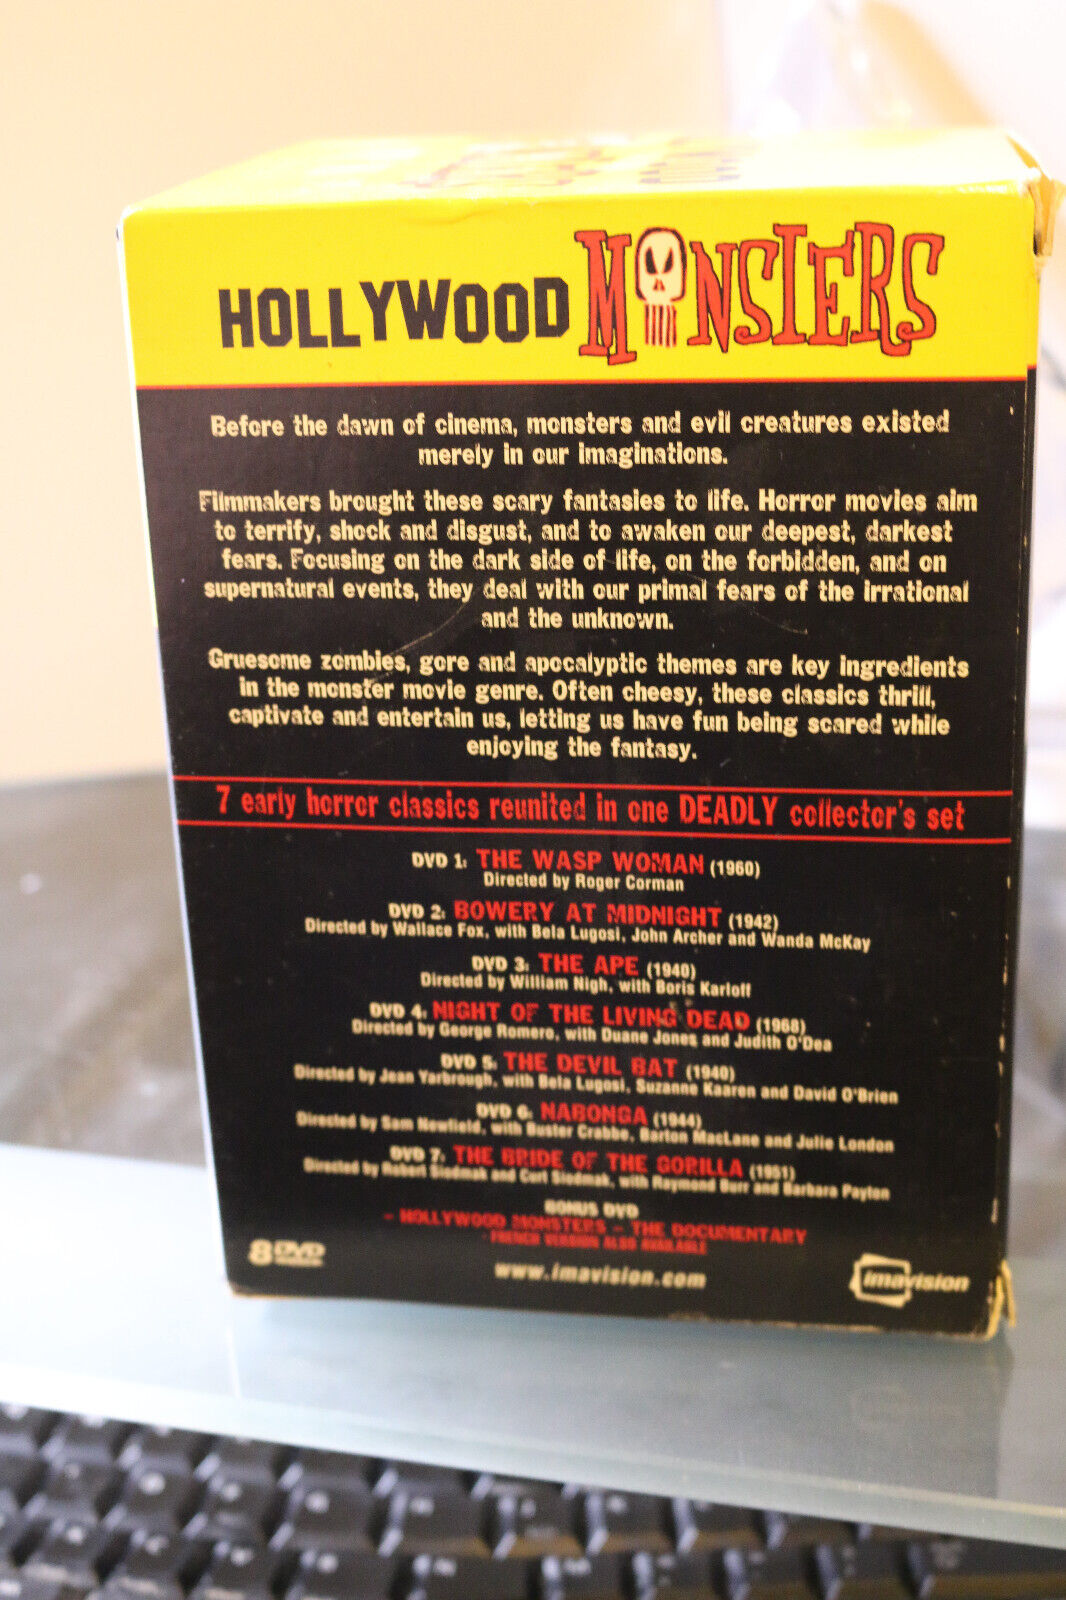 HOLLYWOOD MONSTERS
Before the dawn of cinema, monsters and evil creatures existed
merely in our imaginations.
Filmmakers brought these scary fantasies to life. Horror movies aim
to terrify, shock and disgust, and to awaken our deepest, darkest
fears. Focusing on the dark side of life, on the forbidden, and on
supernatural events, they deal with our primal fears of the irrational
and the unknown.
Gruesome zombies, gore and apocalyptic themes are key ingredients
in the monster movie genre. Often cheesy, these classics thrill,
captivate and entertain us, letting us have fun being scared while
enjoying the fantasy.
7 early horror classics reunited in one DEADLY collector's set
DVD 1: THE WASP WOMAN (1960)
Directed by Roger Corman
DVD 2: BOWERY AT MIDNIGHT (1942)
Directed by Wallace Fox, with Bela Lugosi, John Archer and Wanda McKay
DVD 3: THE APE (1940)
Directed by William Nigh, with Boris Karloff
DVD 4: NIGHT OF THE LIVING DEAD (1968)
Directed by George Romero, with Duane Jones and Judith O'Dea
DVD 5: THE DEVIL BAT (1940)
Directed by Jean Yarbrough, with Bela Lugosi, Suzanne Kaaren and David O'Brien
DVD 6: NABONGA (1944)
Directed by Sam Newfield, with Buster Crabbe, Barton MacLane and Julie London
DVD 7: THE BRIDE OF THE GORILLA (1951)
Directed by Robert Siodmak and Curt Siodmak, with Raymond Burr and Barbara Payton
BONUS DVD
- HOLLYWOOD MONSTERS - THE DOCUMENTARY
- FRENCH VERSION ALSO AVAILABLE
8 DVD
www.imavision.com
imavision